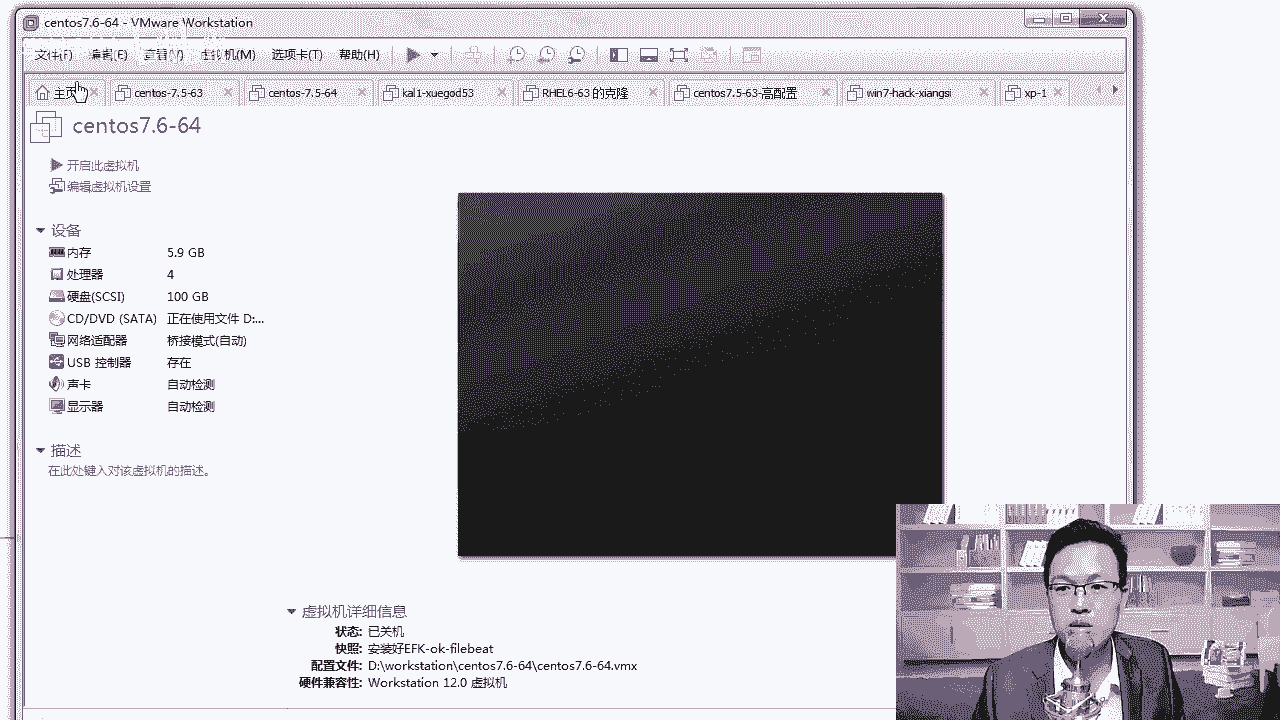 centos7.6-64 - VMware Workstation
文件(F) 编辑(E) 查看(V) 虚拟机(M) 选项卡(T) 帮助(H)
主页 centos-7.5-63 centos-7.5-64 kal1-xuegod53 RHEL6-63 的克隆 centos7.5-63-高配置 win7-hack-xiangsi xp-1
centos7.6-64
开启此虚拟机
编辑虚拟机设置
设备
内存 5.9 GB
处理器 4
硬盘(SCSI) 100 GB
CD/DVD (SATA) 正在使用文件 D:...
网络适配器 桥接模式(自动)
USB 控制器 存在
声卡 自动检测
显示器 自动检测
描述
在此处键入对该虚拟机的描述。
虚拟机详细信息
状态: 已关机
快照: 安装好EFK-ok-filebeat
配置文件: D:\workstation\centos7.6-64\centos7.6-64.vmx
硬件兼容性: Workstation 12.0 虚拟机